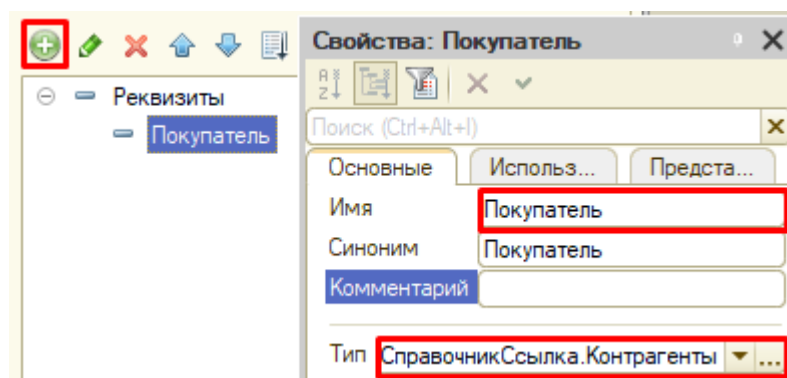 Свойства: Покупатель
Реквизиты
Покупатель
Поиск (Ctrl+Alt+I)
Основные Использ... Предста...
Имя Покупатель
Синоним Покупатель
Комментарий
Тип СправочникСсылка.Контрагенты ...